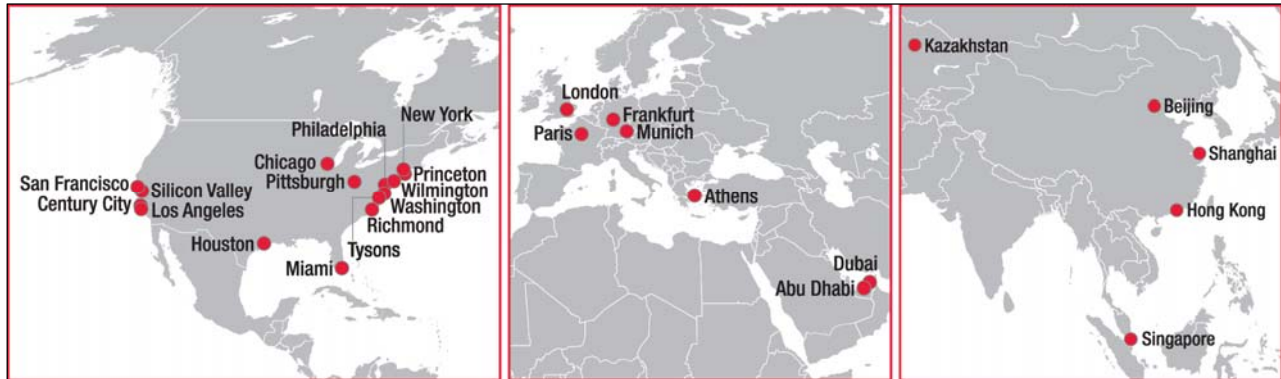 New York
Philadelphia
Chicago
Princeton
Pittsburgh
Wilmington
San Francisco
Silicon Valley
Washington
Century City
Los Angeles
Richmond
Houston
Tysons
Miami
London
Frankfurt
Paris
Munich
Athens
Dubai
Abu Dhabi
Kazakhstan
Beijing
Shanghai
Hong Kong
Singapore